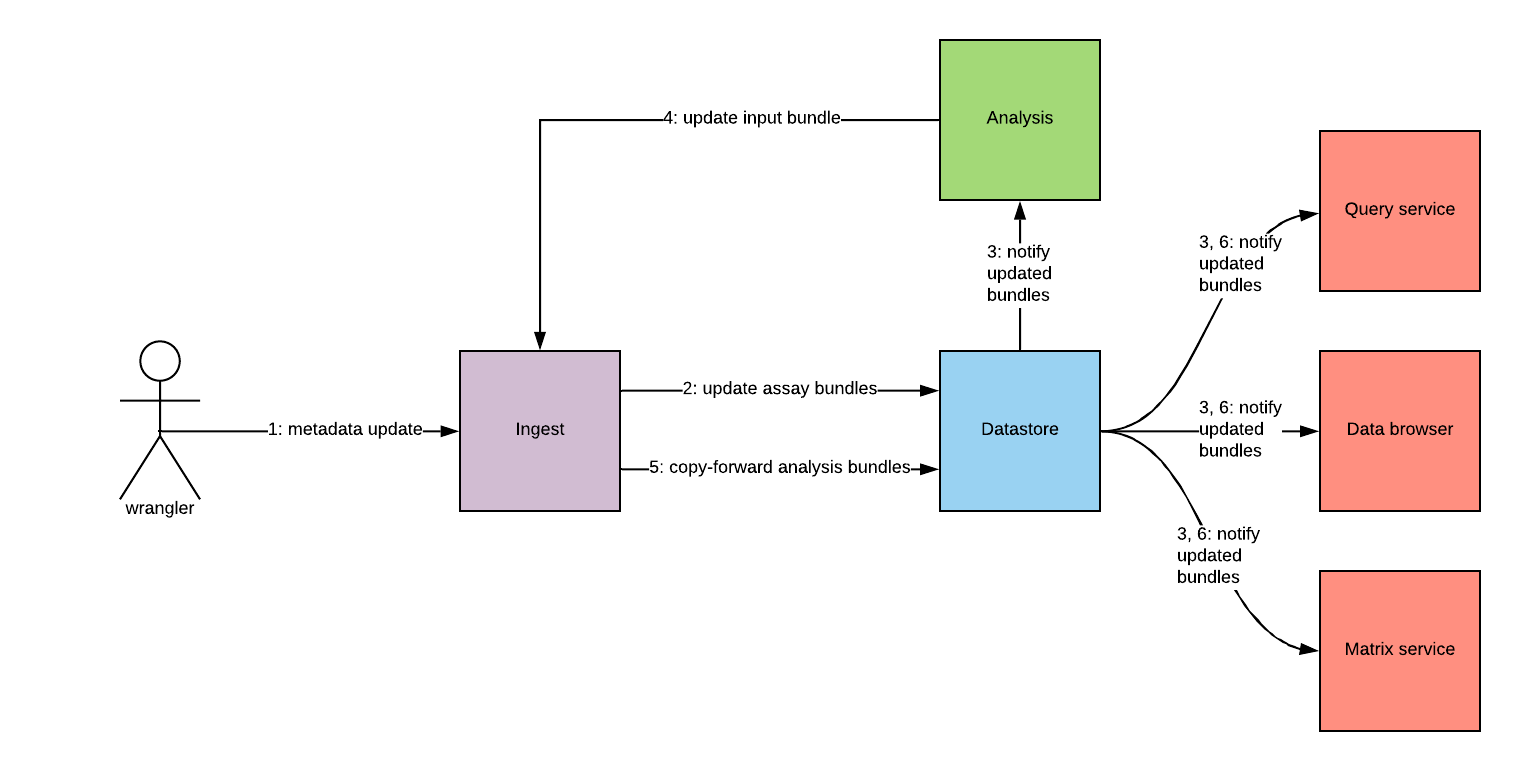 Analysis
4: update input bundle
Query service
3, 6: notify
updated
bundles
3: notify
updated
bundles
2: update assay bundles
3, 6: notify
updated
bundles
1: metadata update
Ingest
Datastore
Data browser
5: copy-forward analysis bundles
wrangler
3, 6: notify
updated
bundles
Matrix service